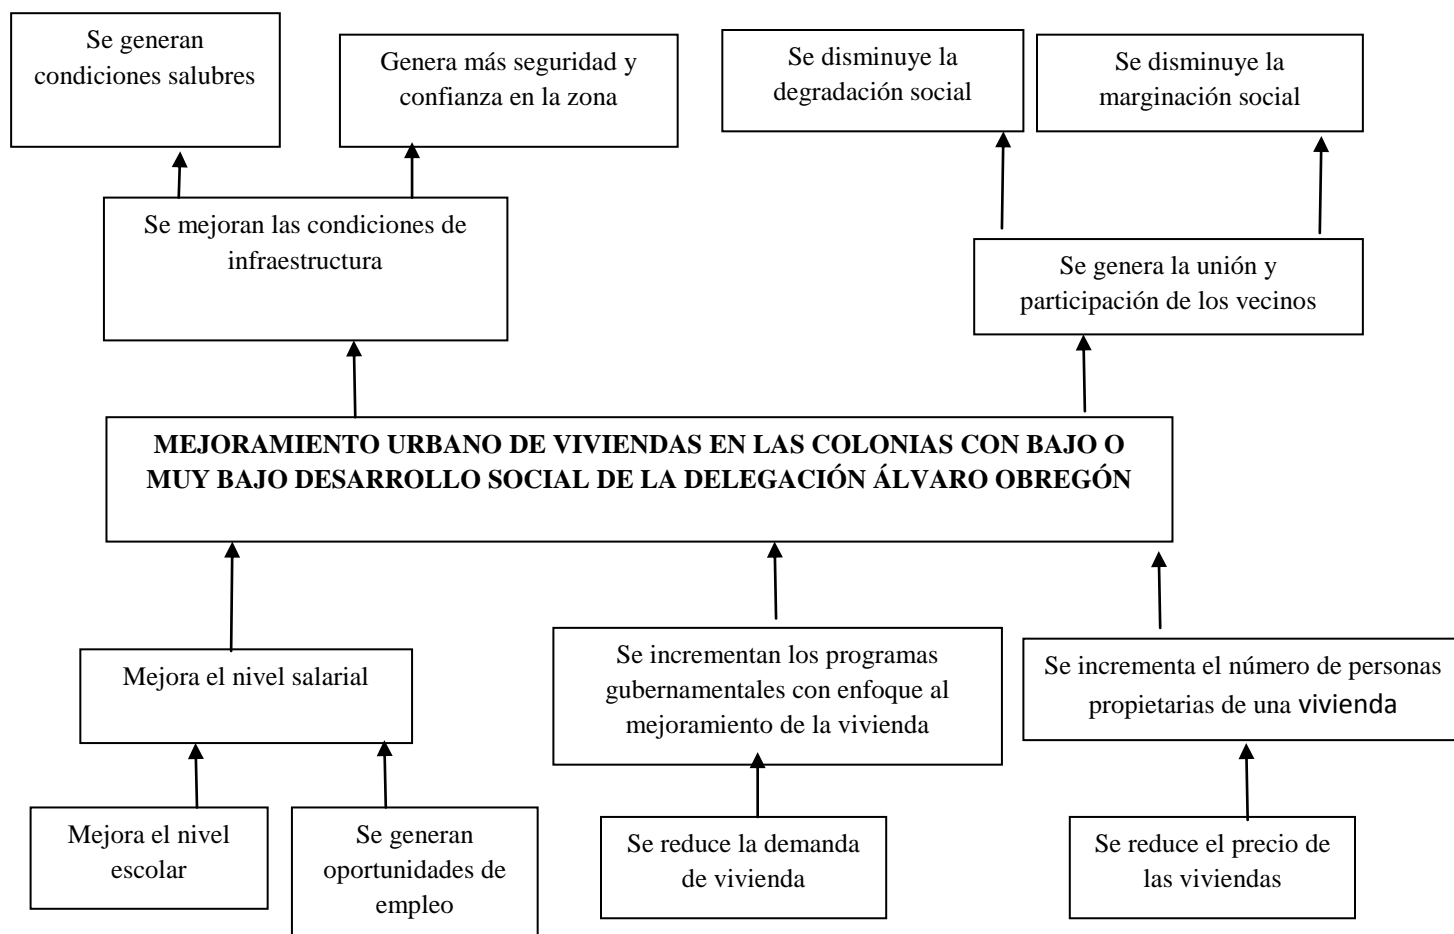 Se generan
condiciones salubres
Genera más seguridad y
confianza en la zona
Se disminuye la
degradación social
Se disminuye la
marginación social
Se mejoran las condiciones de
infraestructura
Se genera la unión y
participación de los vecinos
MEJORAMIENTO URBANO DE VIVIENDAS EN LAS COLONIAS CON BAJO O
MUY BAJO DESARROLLO SOCIAL DE LA DELEGACIÓN ÁLVARO OBREGÓN
Mejora el nivel salarial
Se incrementan los programas
gubernamentales con enfoque al
mejoramiento de la vivienda
Se incrementa el número de personas
propietarias de una vivienda
Mejora el nivel
escolar
Se generan
oportunidades de
empleo
Se reduce la demanda
de vivienda
Se reduce el precio de
las viviendas